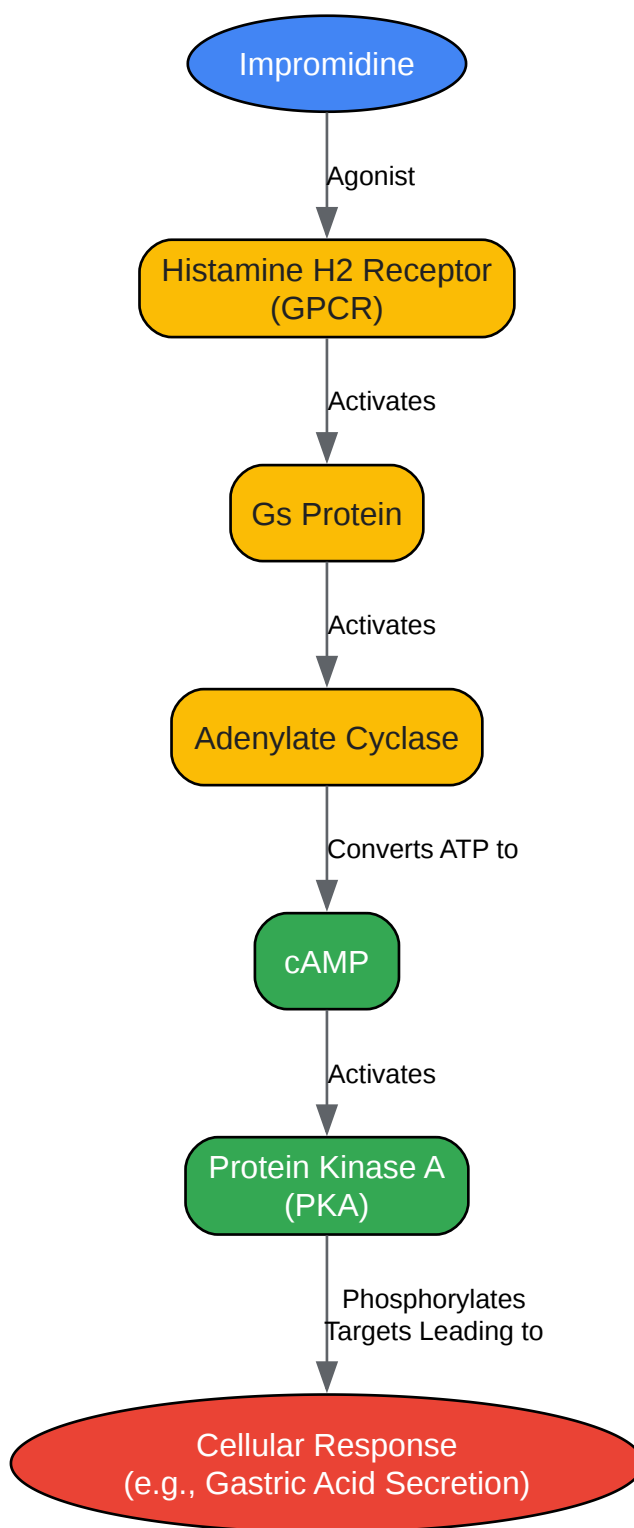 Impromidine
Agonist
Histamine H2 Receptor
(GPCR)
Activates
Gs Protein
Activates
Adenylate Cyclase
Converts ATP to
cAMP
Activates
Protein Kinase A
(PKA)
Phosphorylates
Targets Leading to
Cellular Response
(e.g., Gastric Acid Secretion)